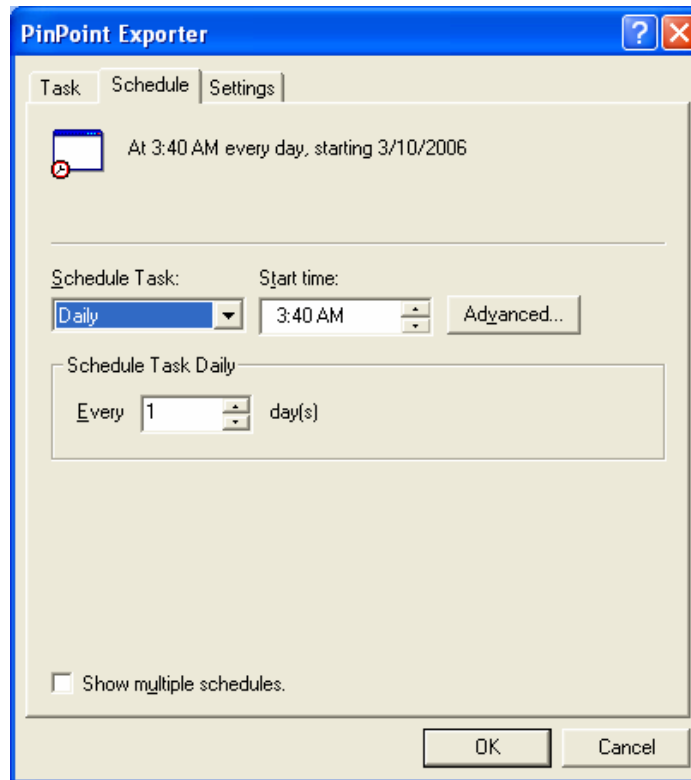 PinPoint Exporter
Task Schedule Settings
At 3:40 AM every day, starting 3/10/2006
Schedule Task: Start time:
Daily 3:40 AM Advanced...
Schedule Task Daily
Every 1 day(s)
Show multiple schedules.
OK Cancel